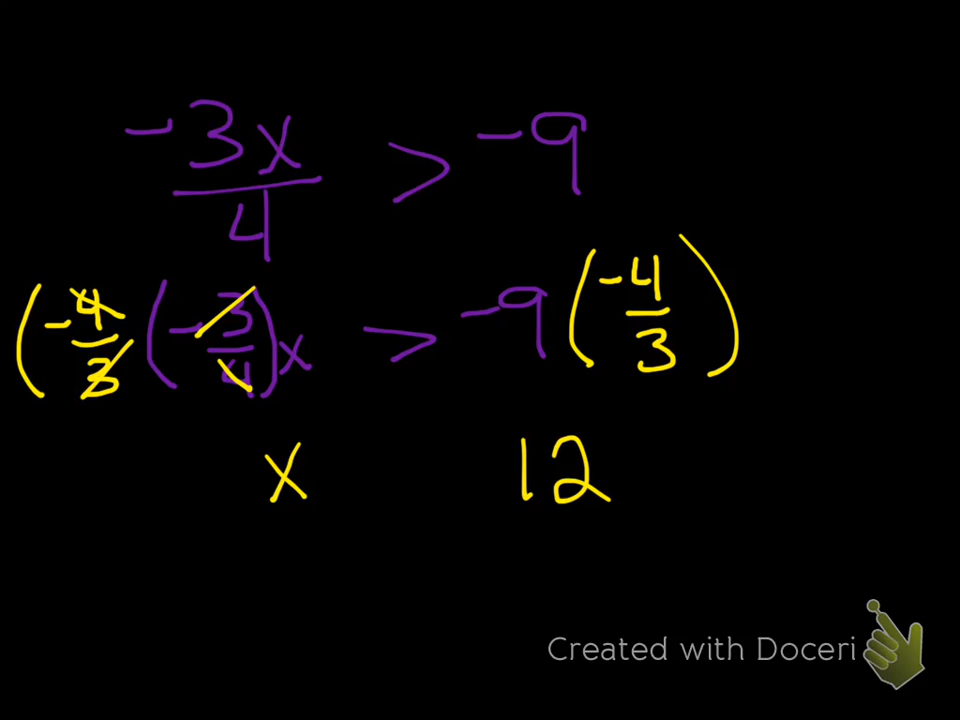 -3x/4 > -9
(-4/3)(-3/4)x > -9(-4/3)
x 12
Created with Doceri